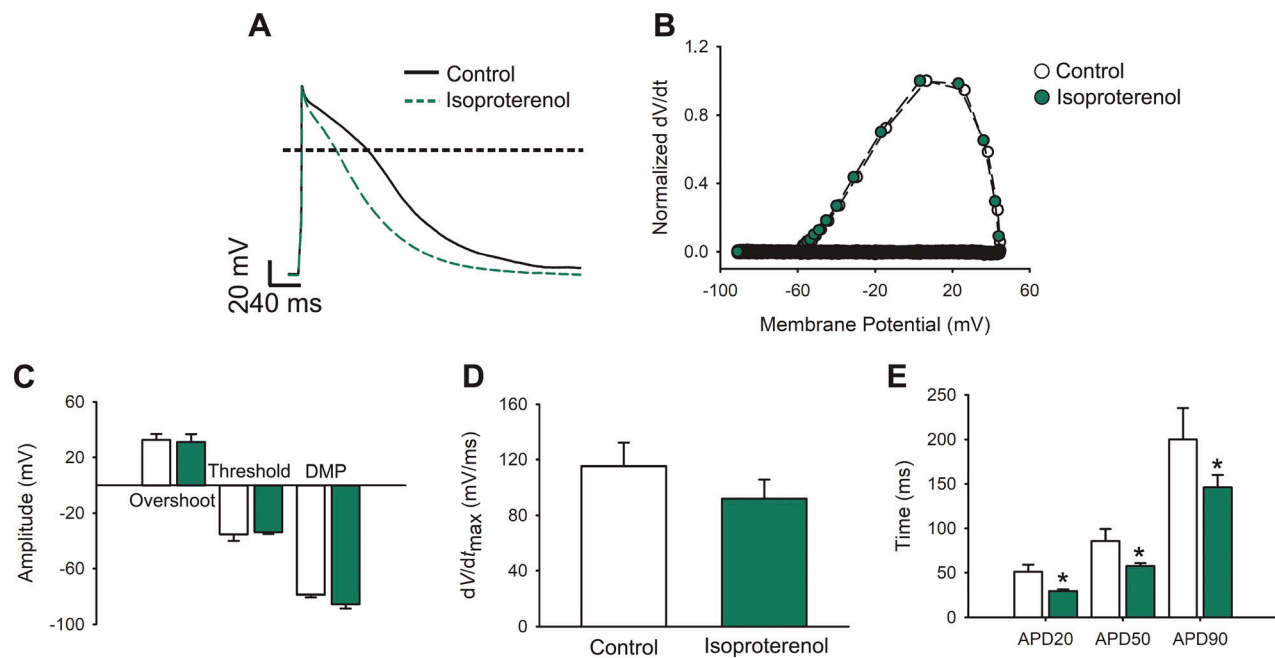 A
Control
Isoproterenol
20 mV
40 ms
B
Normalized dV/dt
1.2
0.8
0.4
0.0
-100
-60
-20
20
60
Membrane Potential (mV)
Control
Isoproterenol
C
Amplitude (mV)
60
20
-20
-60
-100
Overshoot
Threshold
DMP
D
dV/dtmax (mV/ms)
160
120
80
40
0
Control
Isoproterenol
E
Time (ms)
250
200
150
100
50
0
*
*
*
APD20
APD50
APD90